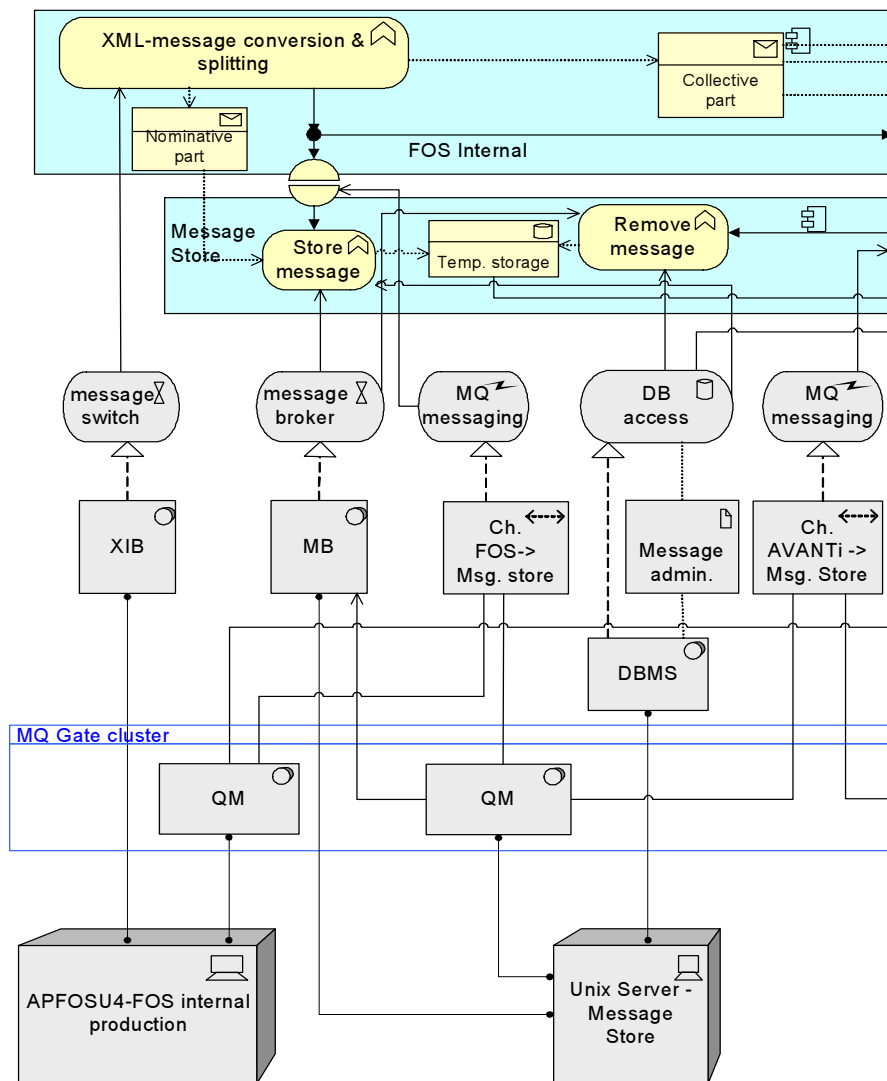 XML-message conversion &
splitting
Collective
part
Nominative
part
FOS Internal
Message
Store
Store
message
Temp. storage
Remove
message
message
switch
message
broker
MQ
messaging
DB
access
MQ
messaging
XIB
MB
Ch.
FOS->
Msg. store
Message
admin.
Ch.
AVANTi ->
Msg. Store
DBMS
MQ Gate cluster
QM
QM
APFOSU4-FOS internal
production
Unix Server -
Message
Store